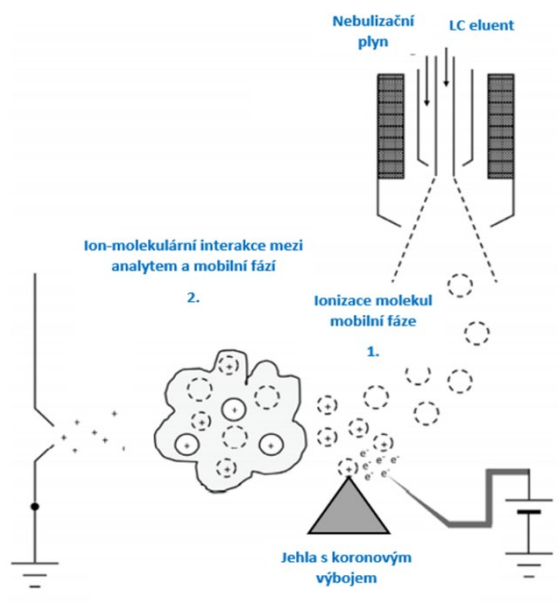 Nebulizační
plyn
LC eluent
Ion-molekulární interakce mezi
analytem a mobilní fází
2.
Ionizace molekul
mobilní fáze
1.
e⁻ e⁻ e⁻
e⁻ e⁻
e⁻ e⁻
Jehla s koronovým
výbojem